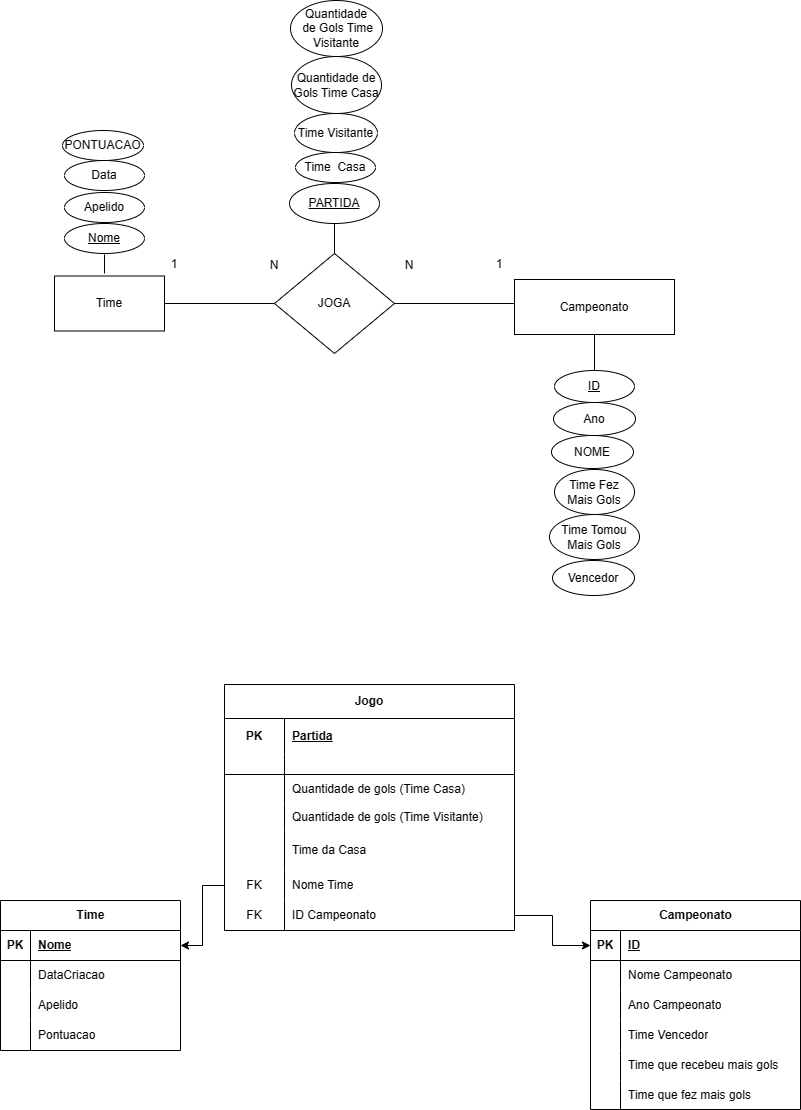 Quantidade
de Gols Time
Visitante
Quantidade de
Gols Time Casa
Time Visitante
Time Casa
PARTIDA
PONTUACAO
Data
Apelido
Nome
1
N
N
1
Time
JOGA
Campeonato
ID
Ano
NOME
Time Fez
Mais Gols
Time Tomou
Mais Gols
Vencedor
Jogo
PK Partida
Quantidade de gols (Time Casa)
Quantidade de gols (Time Visitante)
Time da Casa
FK Nome Time
FK ID Campeonato
Time
PK Nome
DataCriacao
Apelido
Pontuacao
Campeonato
PK ID
Nome Campeonato
Ano Campeonato
Time Vencedor
Time que recebeu mais gols
Time que fez mais gols